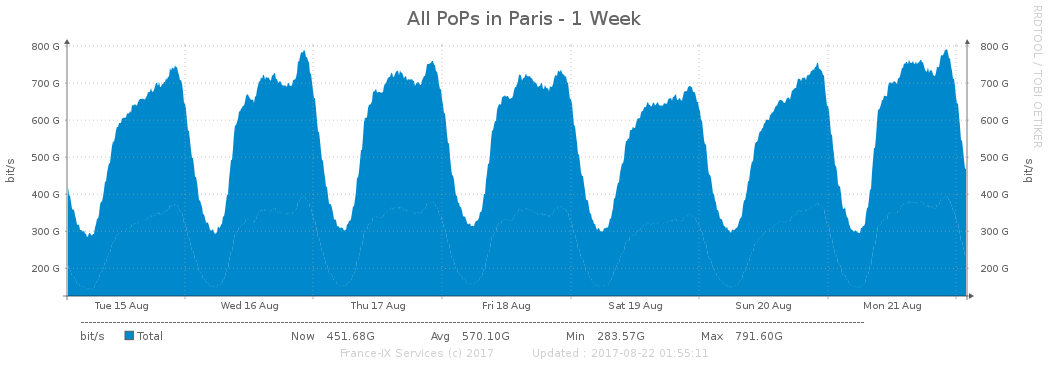 All PoPs in Paris - 1 Week
RRDTOOL / TOBI OETIKER
bit/s
800 G 800 G
700 G 700 G
600 G 600 G
500 G 500 G
400 G 400 G
300 G 300 G
200 G 200 G
bit/s
Tue 15 Aug Wed 16 Aug Thu 17 Aug Fri 18 Aug Sat 19 Aug Sun 20 Aug Mon 21 Aug
bit/s Total Now 451.68G Avg 570.10G Min 283.57G Max 791.60G
France-IX Services (c) 2017 Updated : 2017-08-22 01:55:11